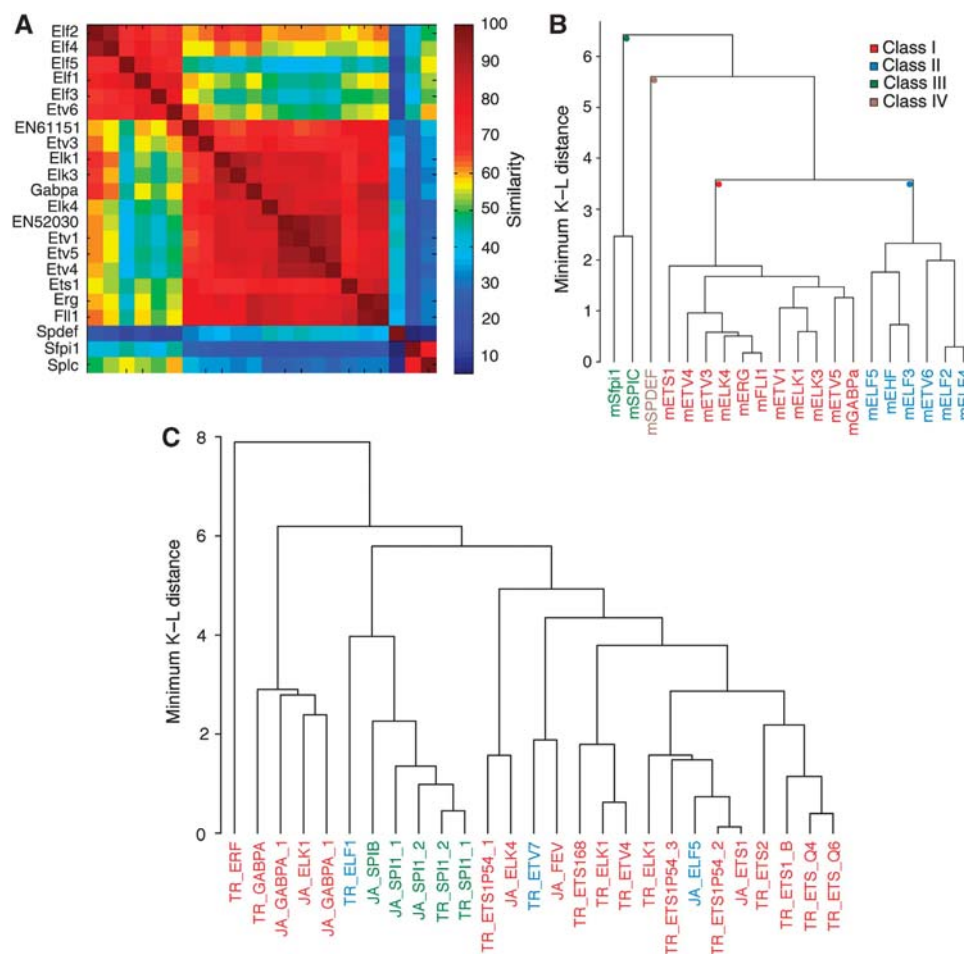 A
Elf2
Elf4
Elf5
Elf1
Elf3
Etv6
EN61151
Etv3
Elk1
Elk3
Gabpa
Elk4
EN52030
Etv1
Etv5
Etv4
Ets1
Erg
Fll1
Spdef
Sfpi1
Splc
100
90
80
70
60
50
40
30
20
10
Similarity
B
Minimum K–L distance
6
5
4
3
2
1
0
Class I
Class II
Class III
Class IV
mSfpi1
mSPIC
mSPDEF
mETS1
mETV4
mETV3
mELK4
mERG
mFLI1
mETV1
mELK1
mELK3
mETV5
mGABPa
mELF5
mEHF
mELF3
mETV6
mELF2
mELF4
C
Minimum K–L distance
8
6
4
2
0
TR_ERF
TR_GABPA
JA_GABPA_1
JA_ELK1
JA_GABPA_1
TR_ELF1
JA_SPIB
JA_SPI1_1
JA_SPI1_2
TR_SPI1_2
TR_SPI1_1
TR_ETS1P54_1
JA_ELK4
TR_ETV7
JA_FEV
TR_ETS168
TR_ELK1
TR_ETV4
TR_ELK1
TR_ETS1P54_3
JA_ELF5
TR_ETS1P54_2
JA_ETS1
TR_ETS2
TR_ETS1_B
TR_ETS_Q4
TR_ETS_Q6